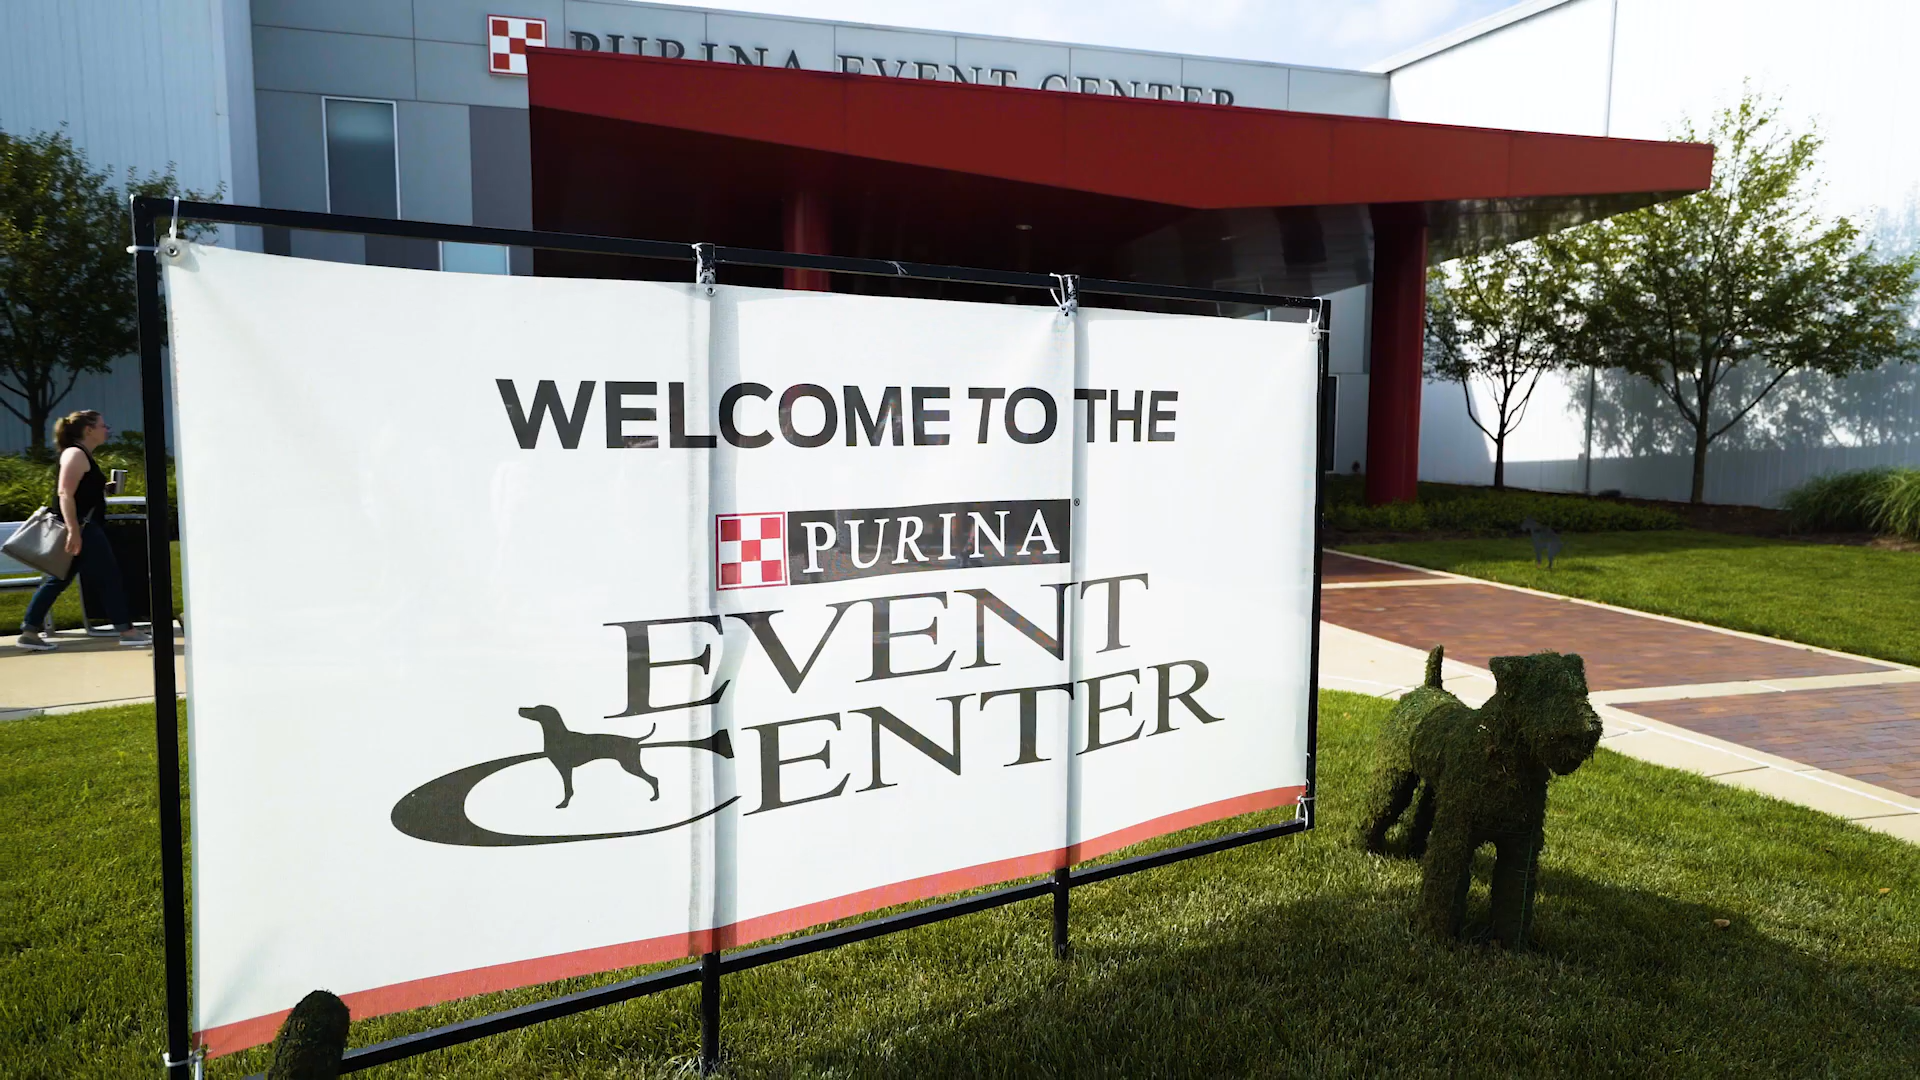 PURINA EVENT CENTER
WELCOME TO THE
PURINA®
EVENT
CENTER